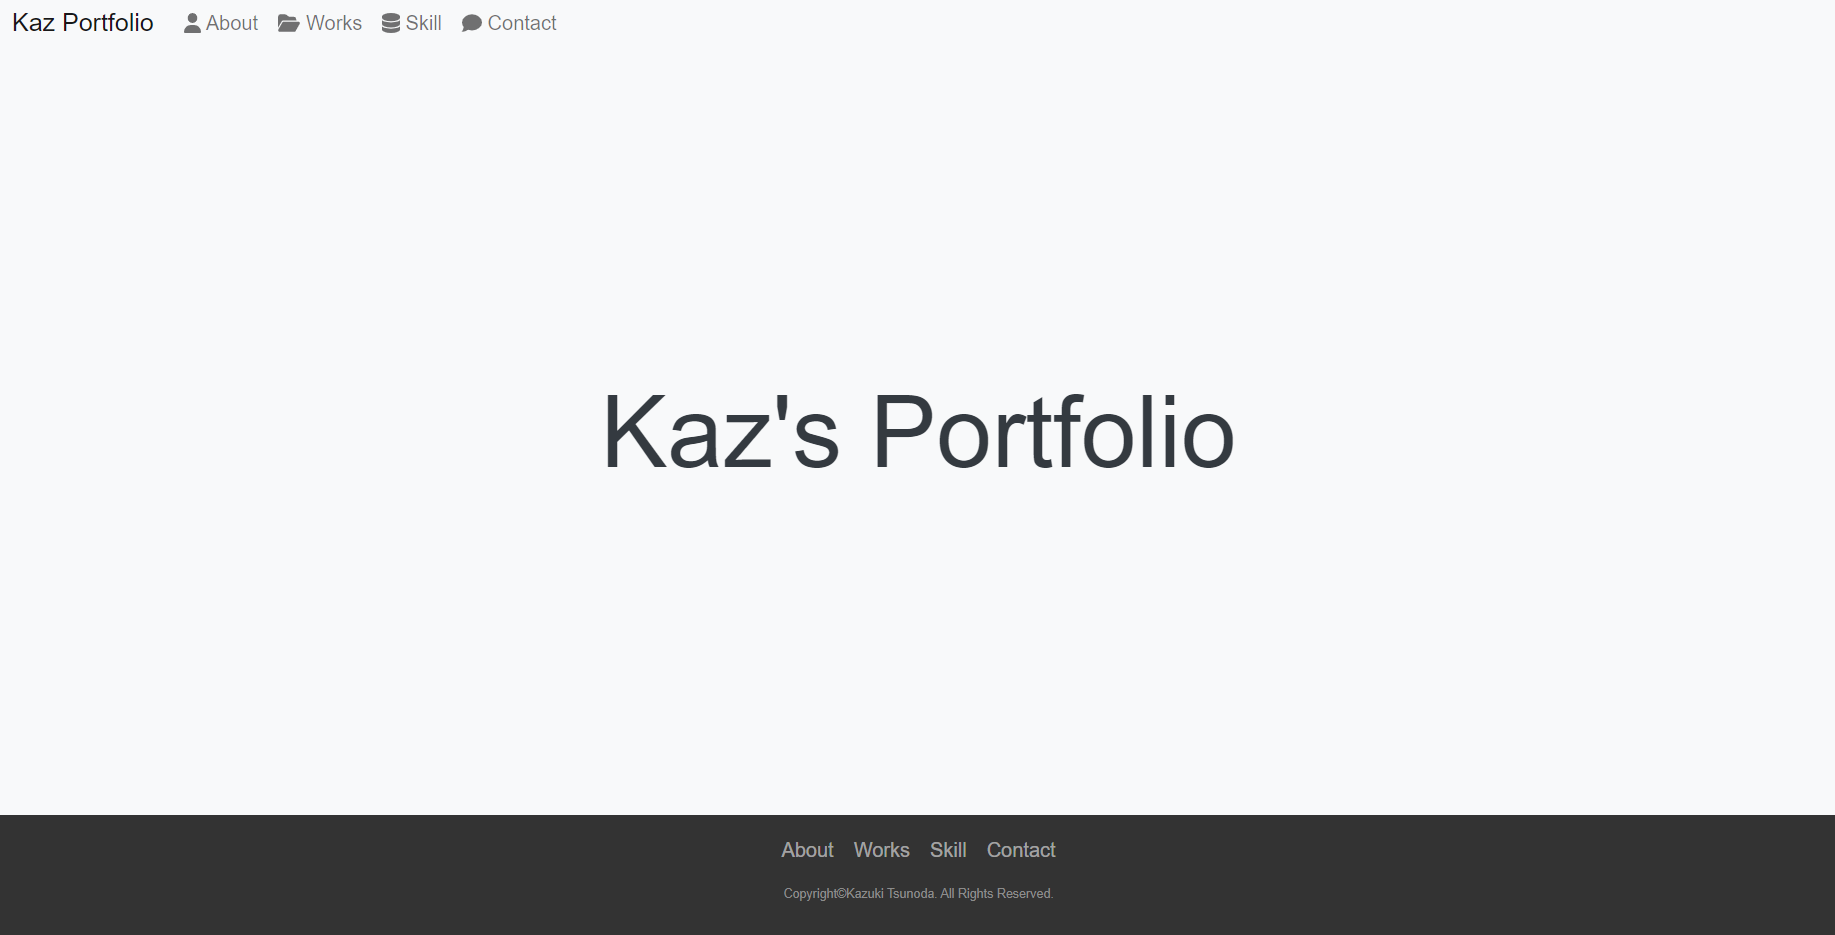 Kaz Portfolio About Works Skill Contact
Kaz's Portfolio
About Works Skill Contact
Copyright©Kazuki Tsunoda. All Rights Reserved.